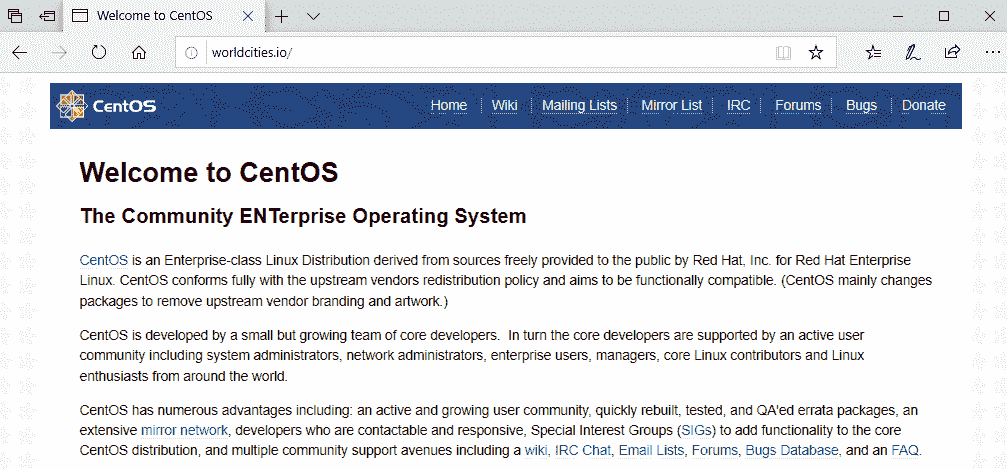 Welcome to CentOS
worldcities.io/
CentOS Home Wiki Mailing Lists Mirror List IRC Forums Bugs Donate
Welcome to CentOS
The Community ENTerprise Operating System
CentOS is an Enterprise-class Linux Distribution derived from sources freely provided to the public by Red Hat, Inc. for Red Hat Enterprise
Linux. CentOS conforms fully with the upstream vendors redistribution policy and aims to be functionally compatible. (CentOS mainly changes
packages to remove upstream vendor branding and artwork.)
CentOS is developed by a small but growing team of core developers.  In turn the core developers are supported by an active user
community including system administrators, network administrators, enterprise users, managers, core Linux contributors and Linux
enthusiasts from around the world.
CentOS has numerous advantages including: an active and growing user community, quickly rebuilt, tested, and QA'ed errata packages, an
extensive mirror network, developers who are contactable and responsive, Special Interest Groups (SIGs) to add functionality to the core
CentOS distribution, and multiple community support avenues including a wiki, IRC Chat, Email Lists, Forums, Bugs Database, and an FAQ.